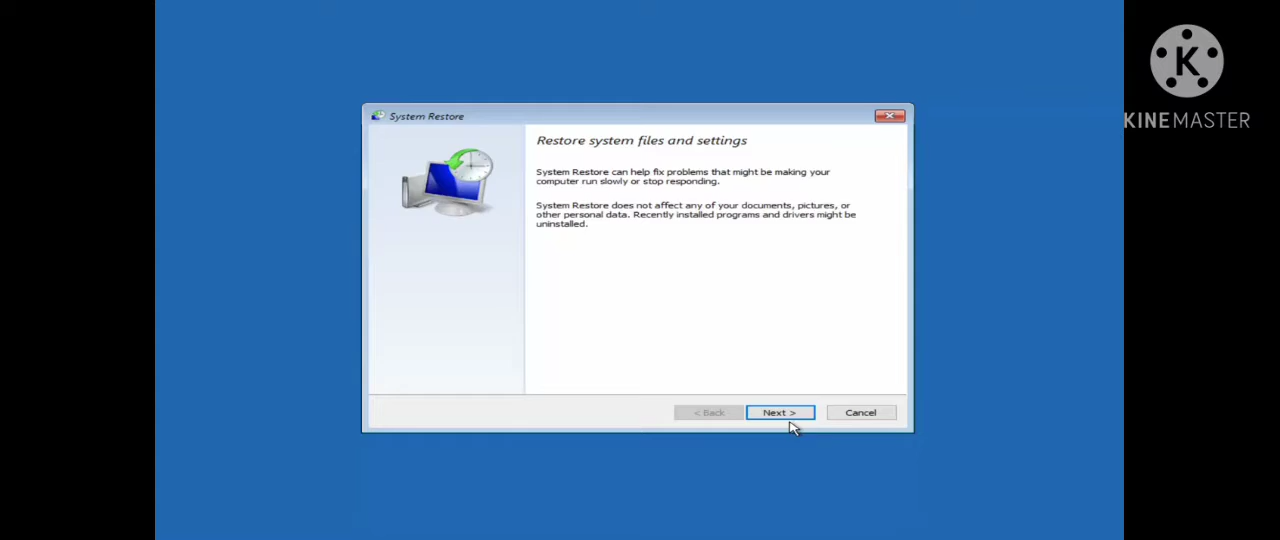 System Restore
K
KINEMASTER
Restore system files and settings
System Restore can help fix problems that might be making your
computer run slowly or stop responding.
System Restore does not affect any of your documents, pictures, or
other personal data. Recently installed programs and drivers might be
uninstalled.
< Back
Next >
Cancel